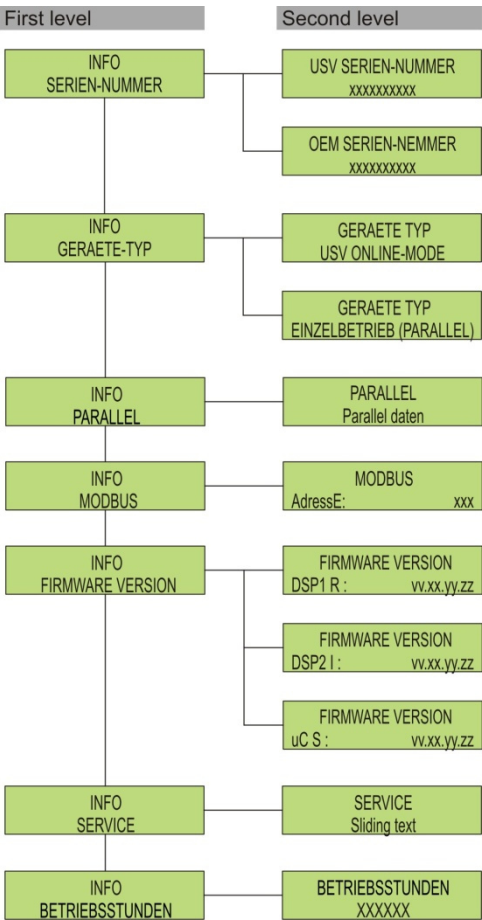 First level
Second level
INFO
SERIEN-NUMMER
USV SERIEN-NUMMER
xxxxxxxxxx
OEM SERIEN-NEMMER
xxxxxxxxxx
INFO
GERAETE-TYP
GERAETE TYP
USV ONLINE-MODE
GERAETE TYP
EINZELBETRIEB (PARALLEL)
INFO
PARALLEL
PARALLEL
Parallel daten
INFO
MODBUS
MODBUS
AdressE: xxx
INFO
FIRMWARE VERSION
FIRMWARE VERSION
DSP1 R : vv.xx.yy.zz
FIRMWARE VERSION
DSP2 I : vv.xx.yy.zz
FIRMWARE VERSION
uC S : vv.xx.yy.zz
INFO
SERVICE
SERVICE
Sliding text
INFO
BETRIEBSSTUNDEN
BETRIEBSSTUNDEN
XXXXXX